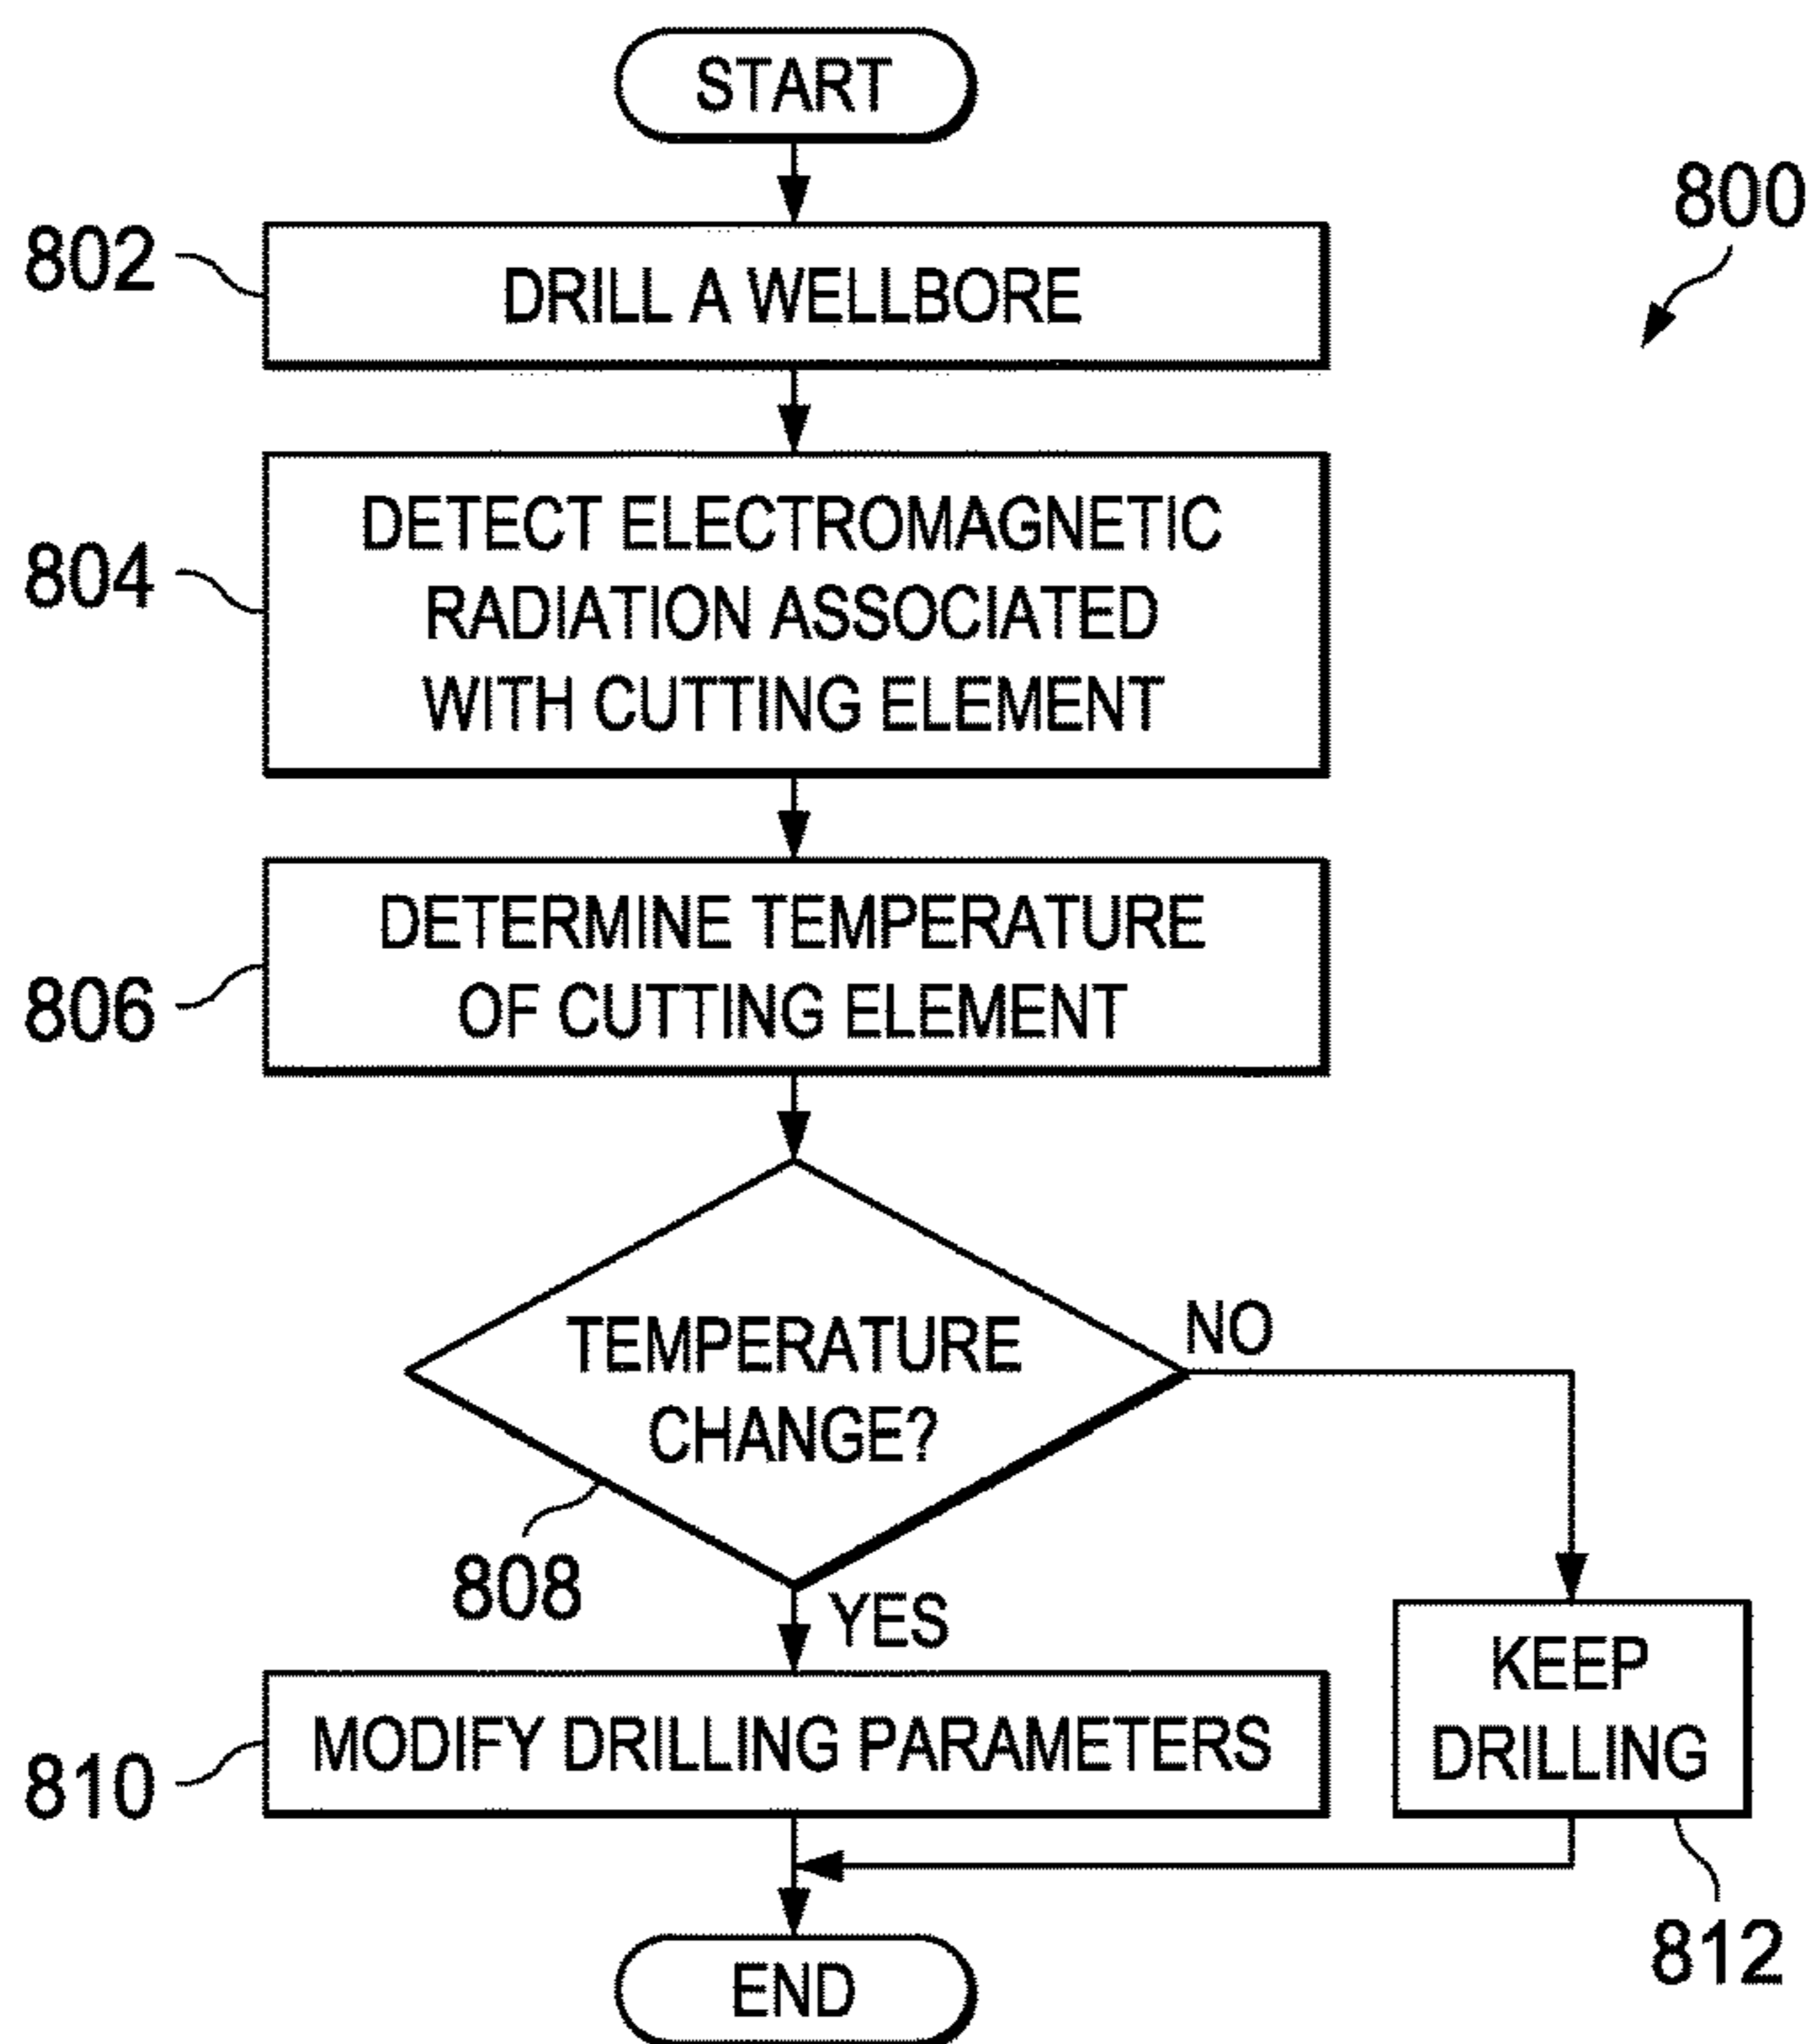 START
800
802
DRILL A WELLBORE
804
DETECT ELECTROMAGNETIC
RADIATION ASSOCIATED
WITH CUTTING ELEMENT
806
DETERMINE TEMPERATURE
OF CUTTING ELEMENT
TEMPERATURE
CHANGE?
NO
808
YES
810
MODIFY DRILLING PARAMETERS
KEEP
DRILLING
812
END